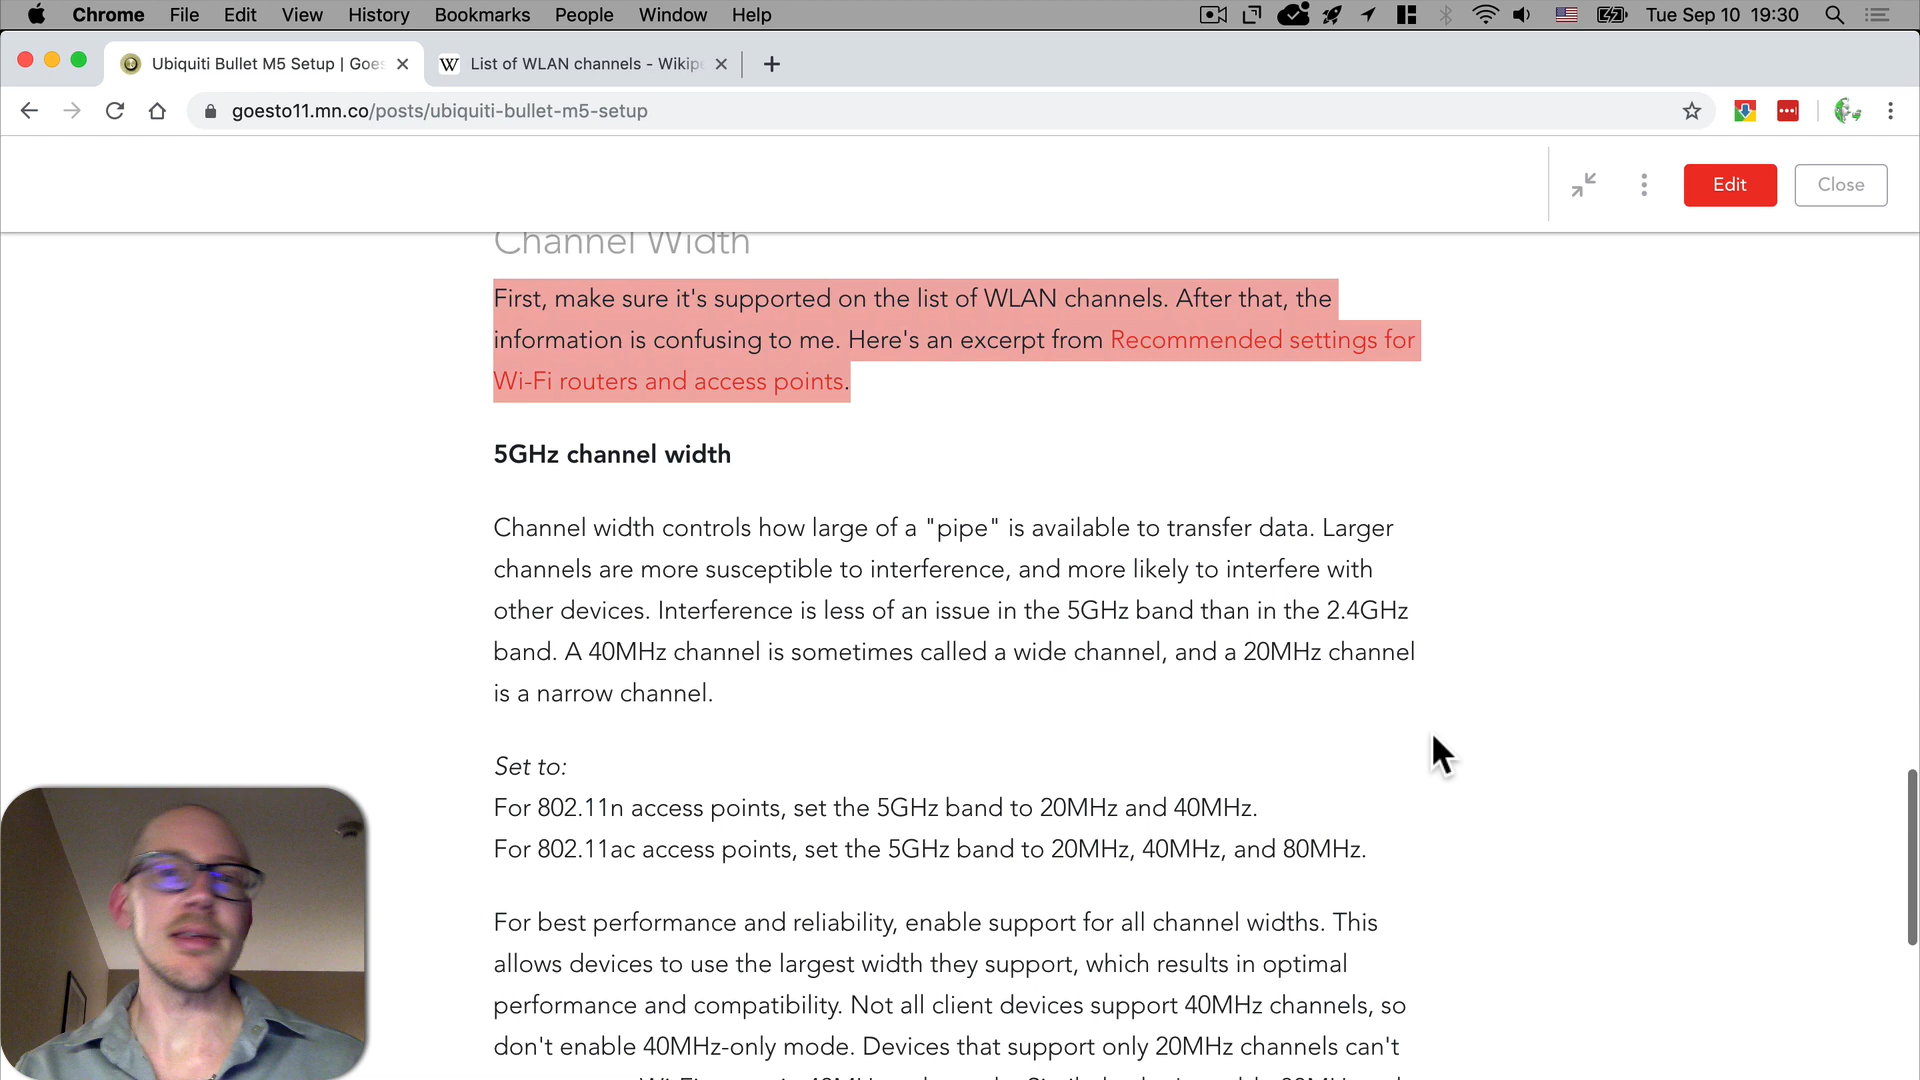 Chrome File Edit View History Bookmarks People Window Help Tue Sep 10 19:30
Ubiquiti Bullet M5 Setup | Goes W List of WLAN channels - Wikip
goesto11.mn.co/posts/ubiquiti-bullet-m5-setup
Edit Close
Channel Width
First, make sure it's supported on the list of WLAN channels. After that, the
information is confusing to me. Here's an excerpt from Recommended settings for
Wi-Fi routers and access points.
5GHz channel width
Channel width controls how large of a "pipe" is available to transfer data. Larger
channels are more susceptible to interference, and more likely to interfere with
other devices. Interference is less of an issue in the 5GHz band than in the 2.4GHz
band. A 40MHz channel is sometimes called a wide channel, and a 20MHz channel
is a narrow channel.
Set to:
For 802.11n access points, set the 5GHz band to 20MHz and 40MHz.
For 802.11ac access points, set the 5GHz band to 20MHz, 40MHz, and 80MHz.
For best performance and reliability, enable support for all channel widths. This
allows devices to use the largest width they support, which results in optimal
performance and compatibility. Not all client devices support 40MHz channels, so
don't enable 40MHz-only mode. Devices that support only 20MHz channels can't